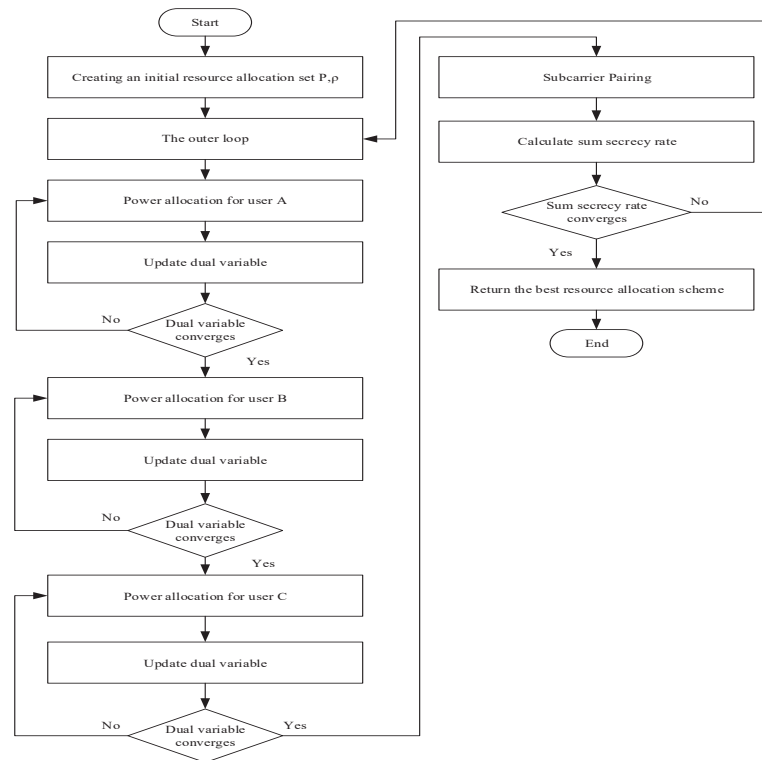 Start
Creating an initial resource allocation set P,ρ
The outer loop
Power allocation for user A
Update dual variable
Dual variable
converges
No
Yes
Power allocation for user B
Update dual variable
Dual variable
converges
No
Yes
Power allocation for user C
Update dual variable
Dual variable
converges
No
Yes
Subcarrier Pairing
Calculate sum secrecy rate
Sum secrecy rate
converges
No
Yes
Return the best resource allocation scheme
End